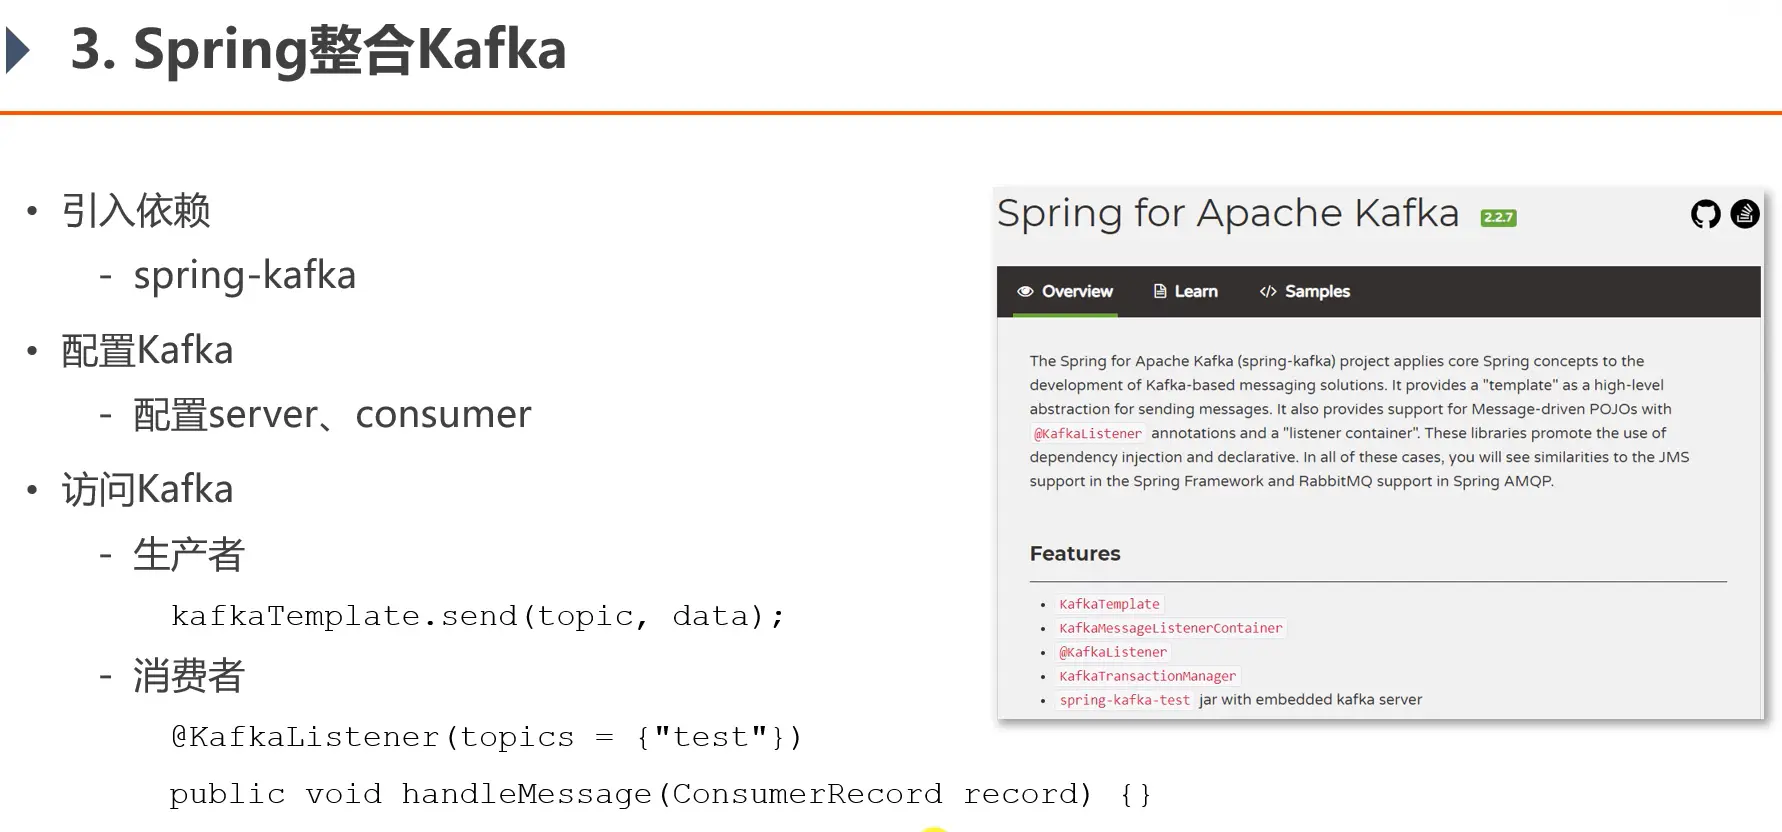 3. Spring整合Kafka
• 引入依赖
- spring-kafka
• 配置Kafka
- 配置server、consumer
• 访问Kafka
- 生产者
kafkaTemplate.send(topic, data);
- 消费者
@KafkaListener(topics = {"test"})
public void handleMessage(ConsumerRecord record) {}
Spring for Apache Kafka 2.2.7
Overview Learn </> Samples
The Spring for Apache Kafka (spring-kafka) project applies core Spring concepts to the
development of Kafka-based messaging solutions. It provides a "template" as a high-level
abstraction for sending messages. It also provides support for Message-driven POJOs with
@KafkaListener annotations and a "listener container". These libraries promote the use of
dependency injection and declarative. In all of these cases, you will see similarities to the JMS
support in the Spring Framework and RabbitMQ support in Spring AMQP.
Features
• KafkaTemplate
• KafkaMessageListenerContainer
• @KafkaListener
• KafkaTransactionManager
• spring-kafka-test jar with embedded kafka server